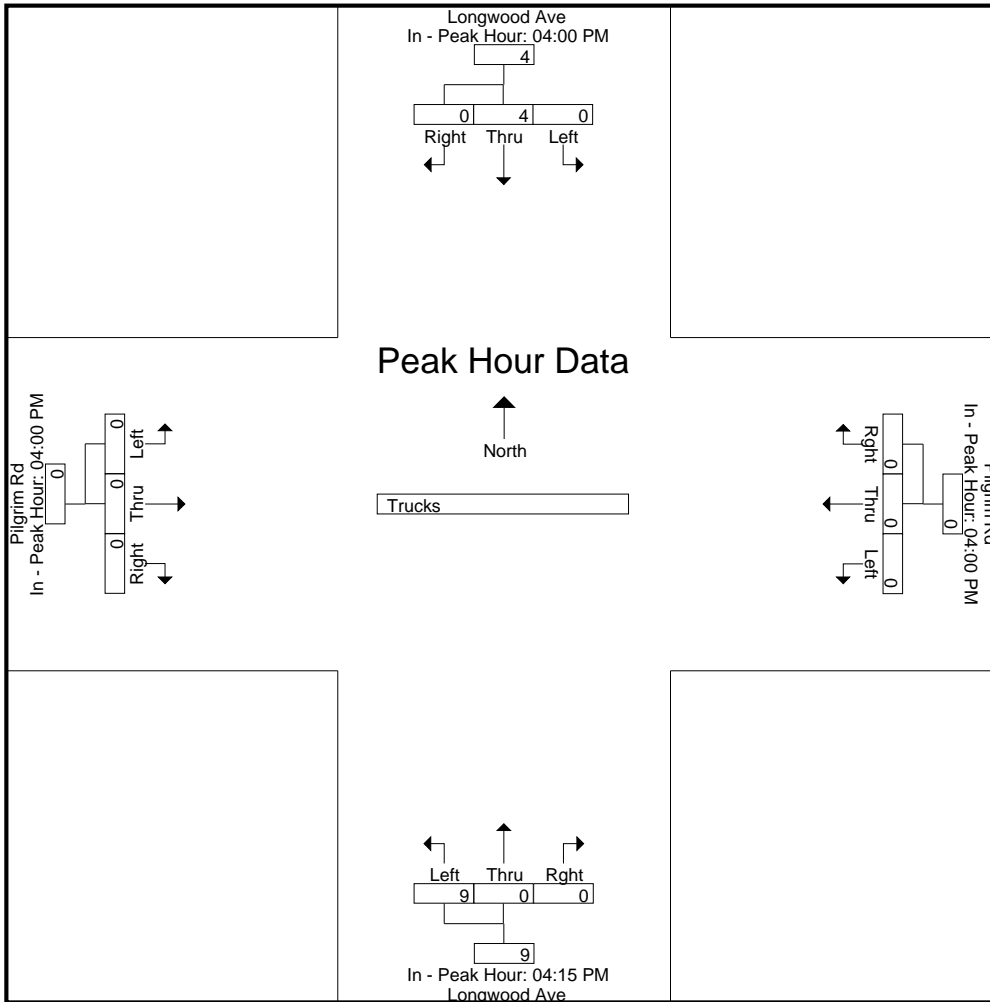 Longwood Ave
In - Peak Hour: 04:00 PM
4
0 4 0
Right Thru Left
Peak Hour Data
North
Trucks
Pilgrim Rd
In - Peak Hour: 04:00 PM
0
0 0 0
Left Thru Right
Rght Thru Left
0 0 0
0
In - Peak Hour: 04:00 PM
Pilgrim Rd
Left Thru Rght
9 0 0
9
In - Peak Hour: 04:15 PM
Longwood Ave